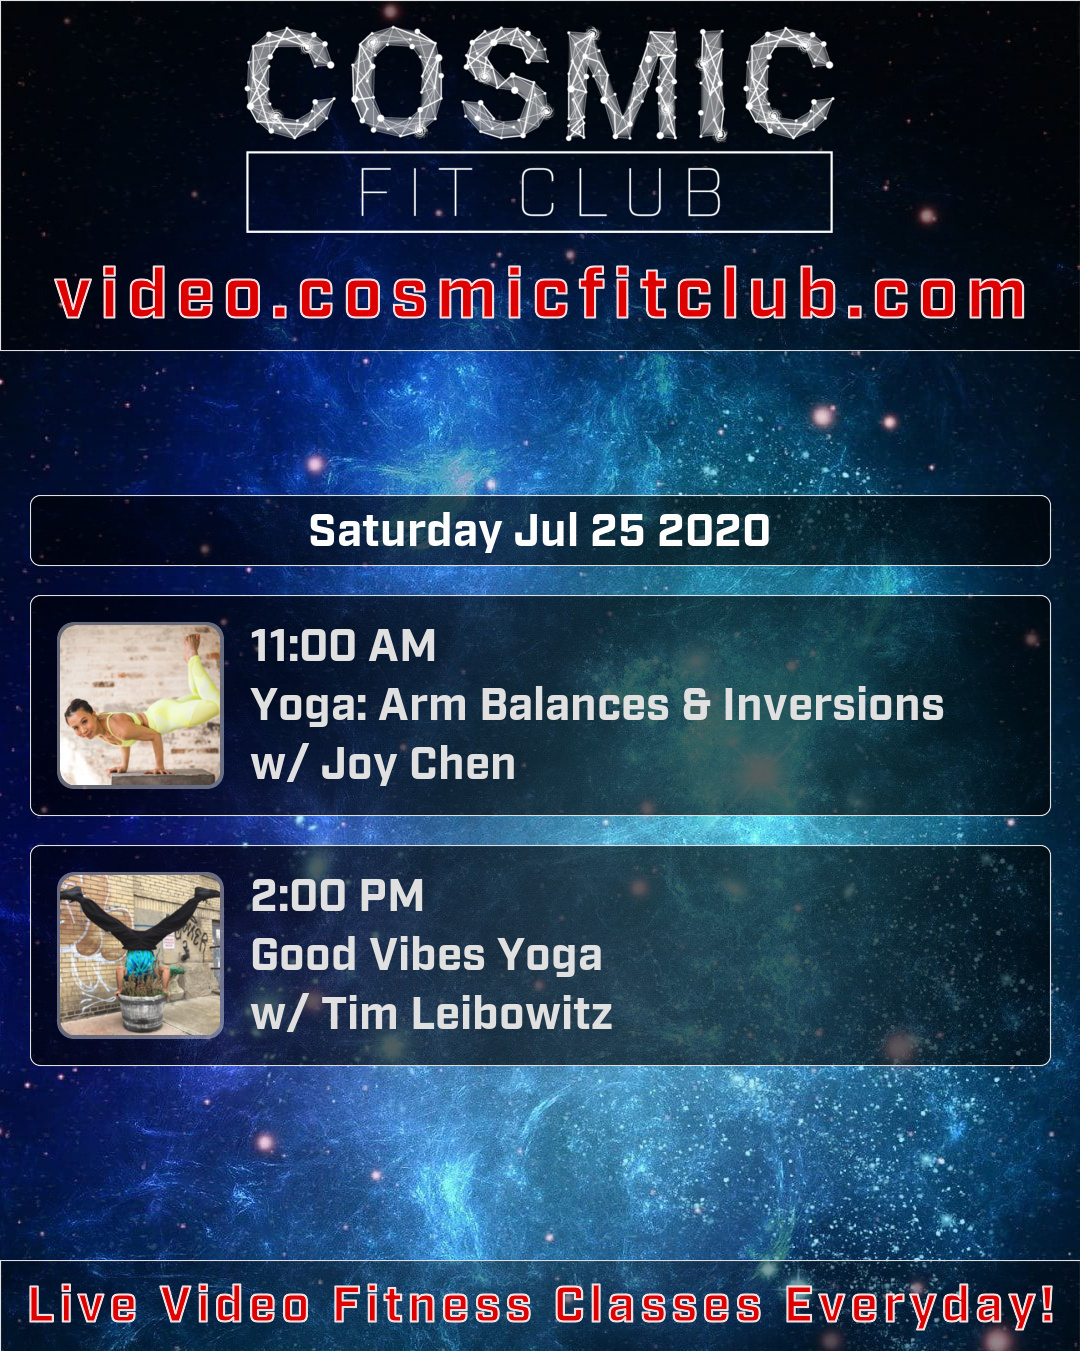 COSMIC
FIT CLUB
video.cosmicfitclub.com
Saturday Jul 25 2020
11:00 AM
Yoga: Arm Balances & Inversions
w/ Joy Chen
2:00 PM
Good Vibes Yoga
w/ Tim Leibowitz
Live Video Fitness Classes Everyday!